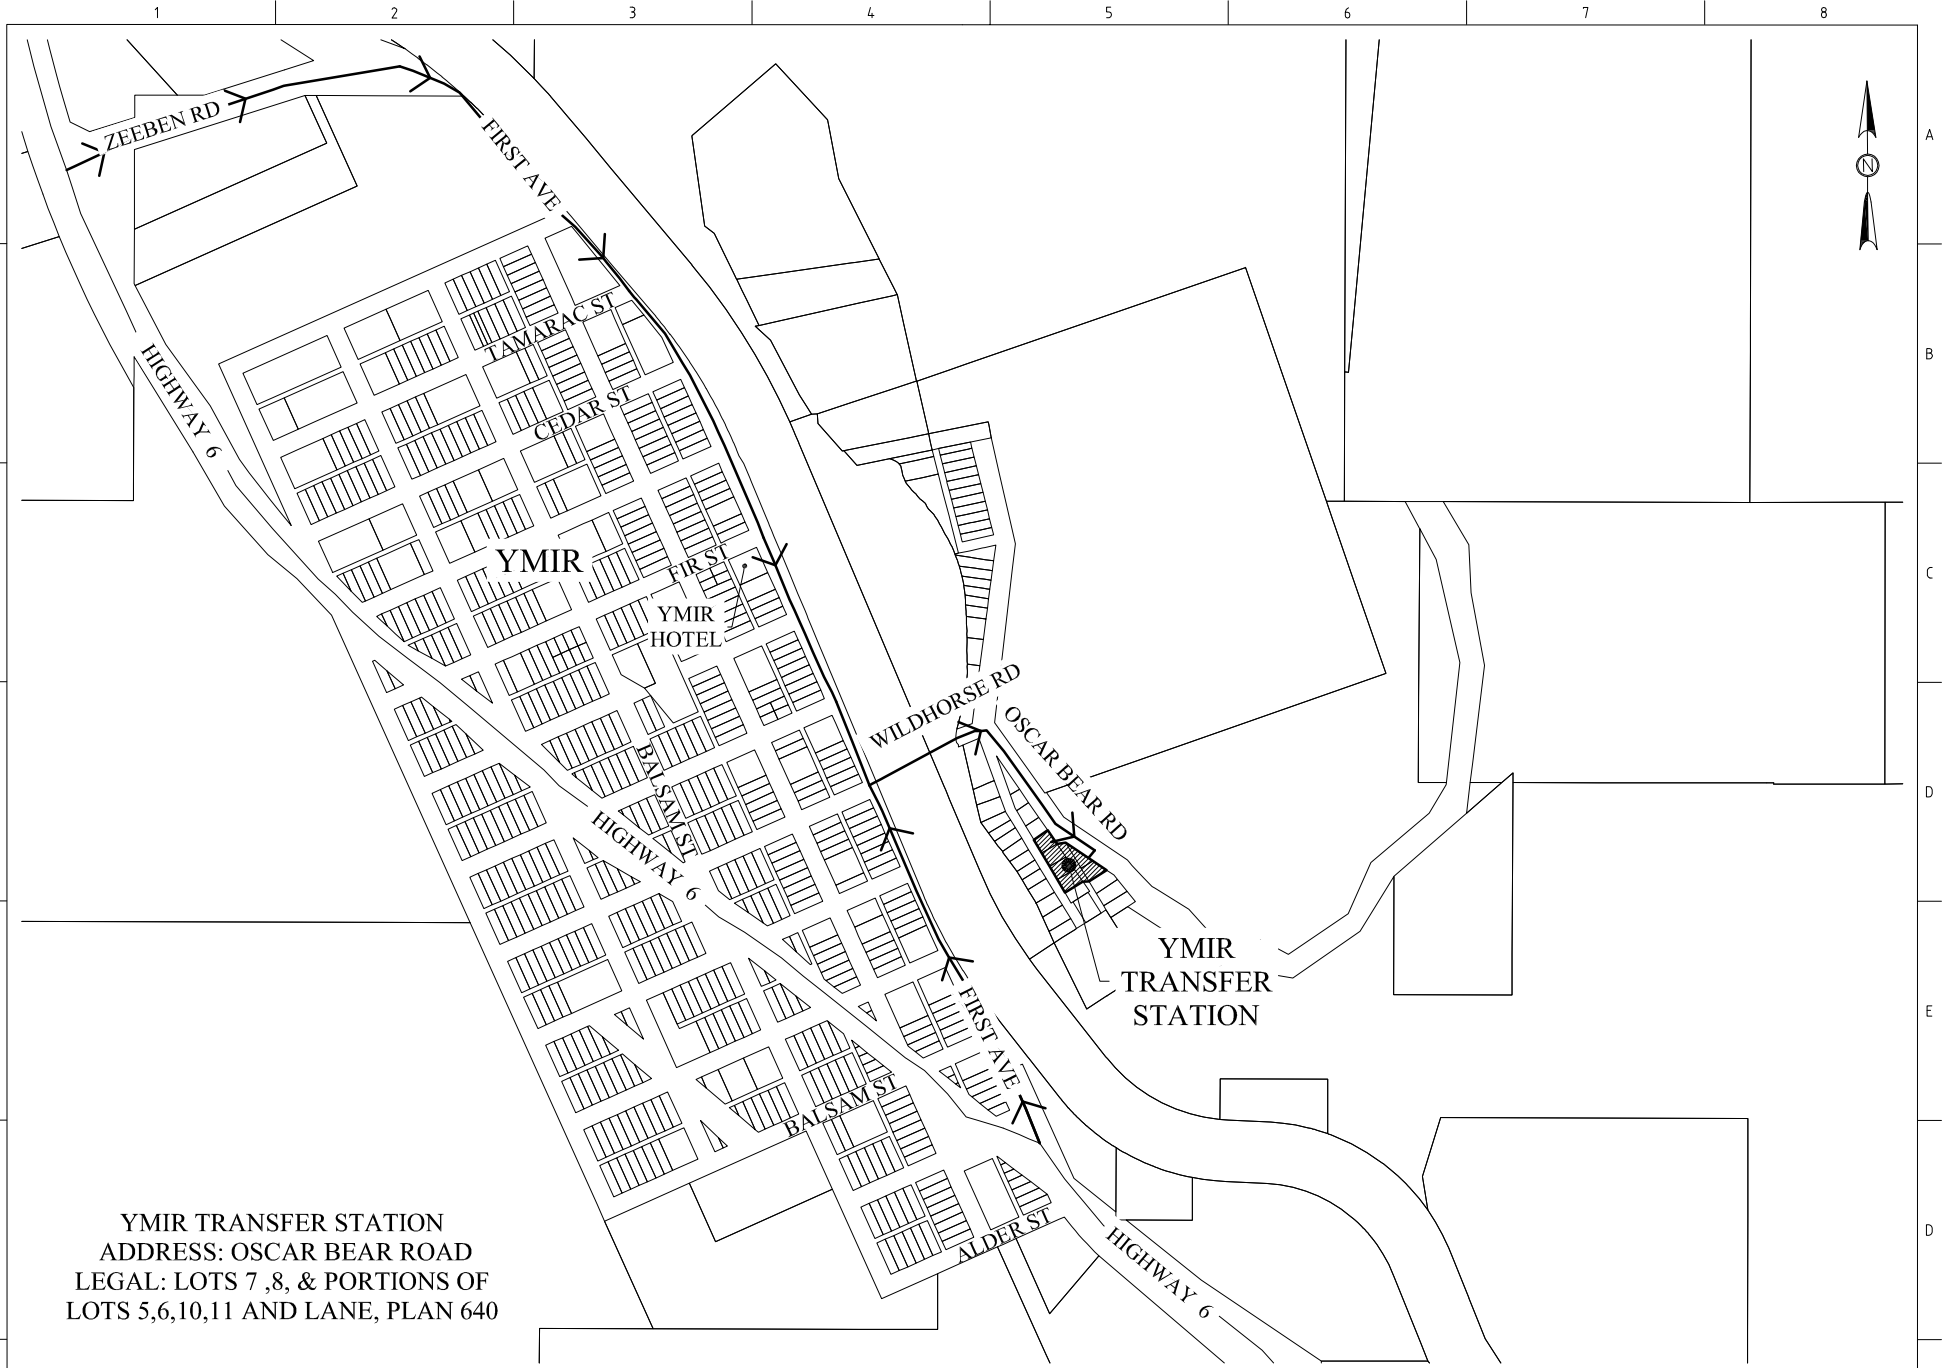 1 2 3 4 5 6 7 8
A
ZEEBEN RD
FIRST AVE
N
TAMARAC ST
B
HIGHWAY 6
CEDAR ST
YMIR
FIR ST
C
YMIR
HOTEL
WILDHORSE RD
OSCAR BEAR RD
BALSAM ST
D
HIGHWAY 6
YMIR
TRANSFER
STATION
FIRST AVE
E
BALSAM ST
YMIR TRANSFER STATION
ADDRESS: OSCAR BEAR ROAD
LEGAL: LOTS 7 ,8, & PORTIONS OF
LOTS 5,6,10,11 AND LANE, PLAN 640
ALDER ST
HIGHWAY 6
D